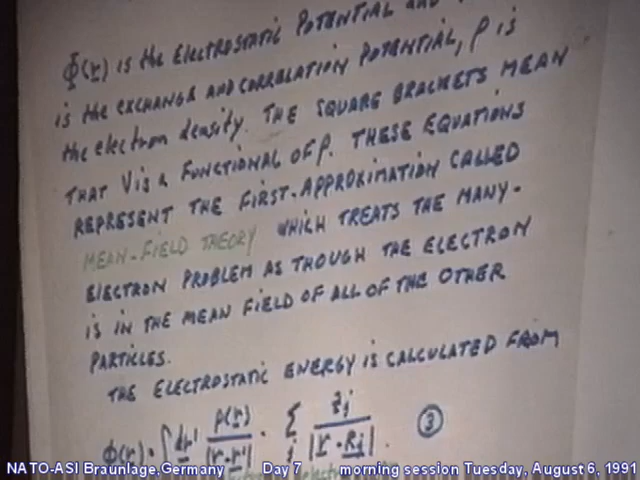 Φ(r) is the ELECTROSTATIC POTENTIAL AND
is the EXCHANGE AND CORRELATION POTENTIAL, ρ is
the electron density. THE SQUARE BRACKETS MEAN
THAT V is A FUNCTIONAL OF ρ. THESE EQUATIONS
REPRESENT THE FIRST-APPROXIMATION CALLED
MEAN-FIELD THEORY WHICH TREATS THE MANY-
ELECTRON PROBLEM AS THOUGH THE ELECTRON
IS IN THE MEAN FIELD OF ALL OF THE OTHER
PARTICLES.
THE ELECTROSTATIC ENERGY IS CALCULATED FROM
ϕ(r) = ∫ dr' ρ(r) / |r-r'| - Σj Zj / |r-Rj|. ③
NATO-ASI Braunlage,Germany Day 7 morning session Tuesday, August 6, 1991